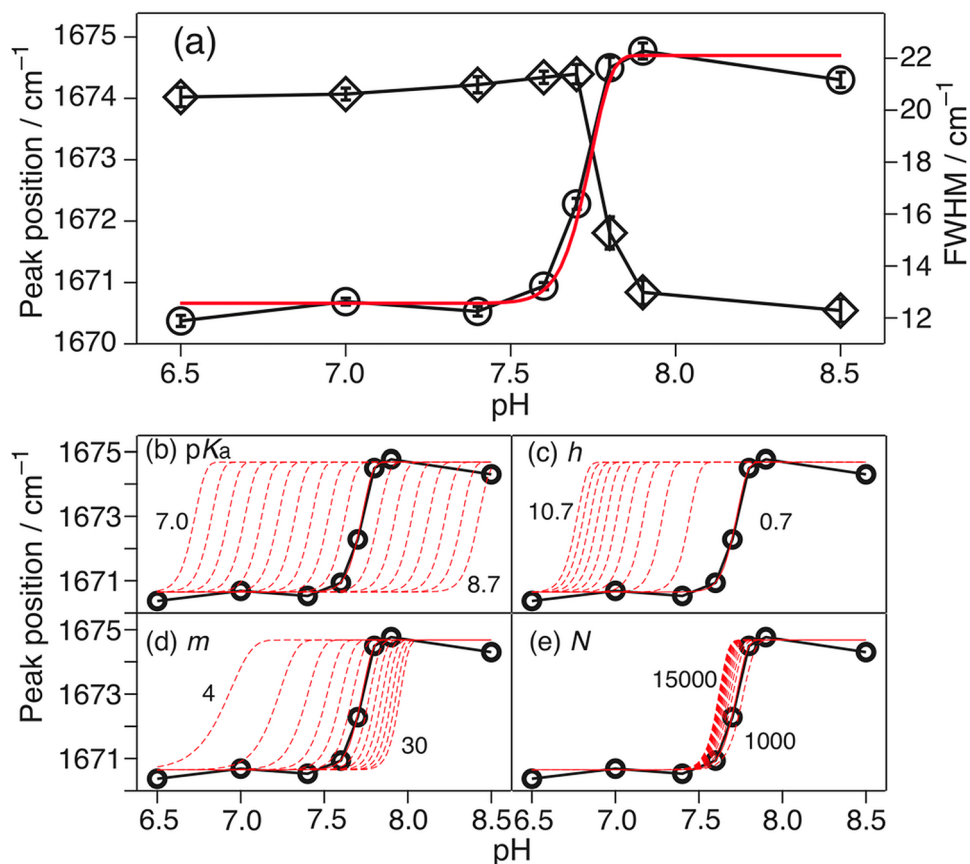 (a)
Peak position / cm⁻¹
1675
1674
1673
1672
1671
1670
22
20
18
16
14
12
FWHM / cm⁻¹
6.5 7.0 7.5 8.0 8.5
pH
Peak position / cm⁻¹
1675
1673
1671
(b) pKa
7.0
8.7
(c) h
10.7
0.7
1675
1673
1671
(d) m
4
30
(e) N
15000
1000
6.5 7.0 7.5 8.0 8.5 6.5 7.0 7.5 8.0 8.5
pH